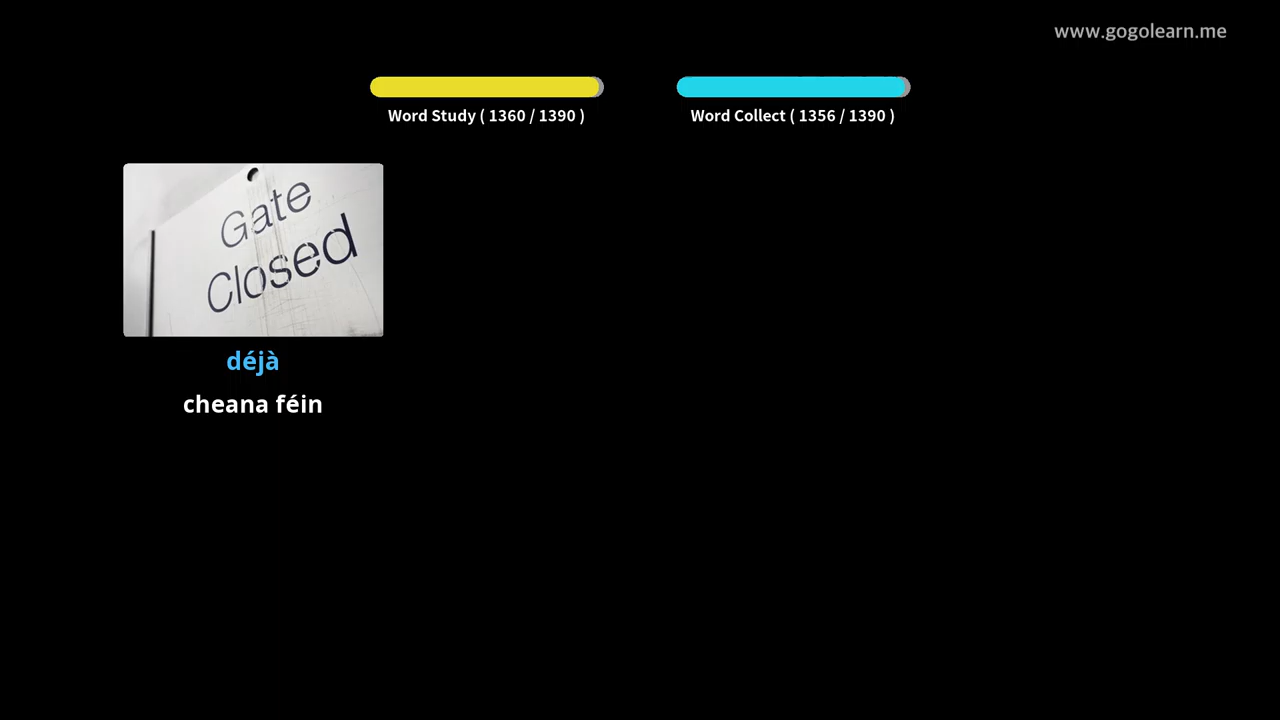 www.gogolearn.me
Word Study ( 1360 / 1390 )
Word Collect ( 1356 / 1390 )
Gate
Closed
déjà
cheana féin